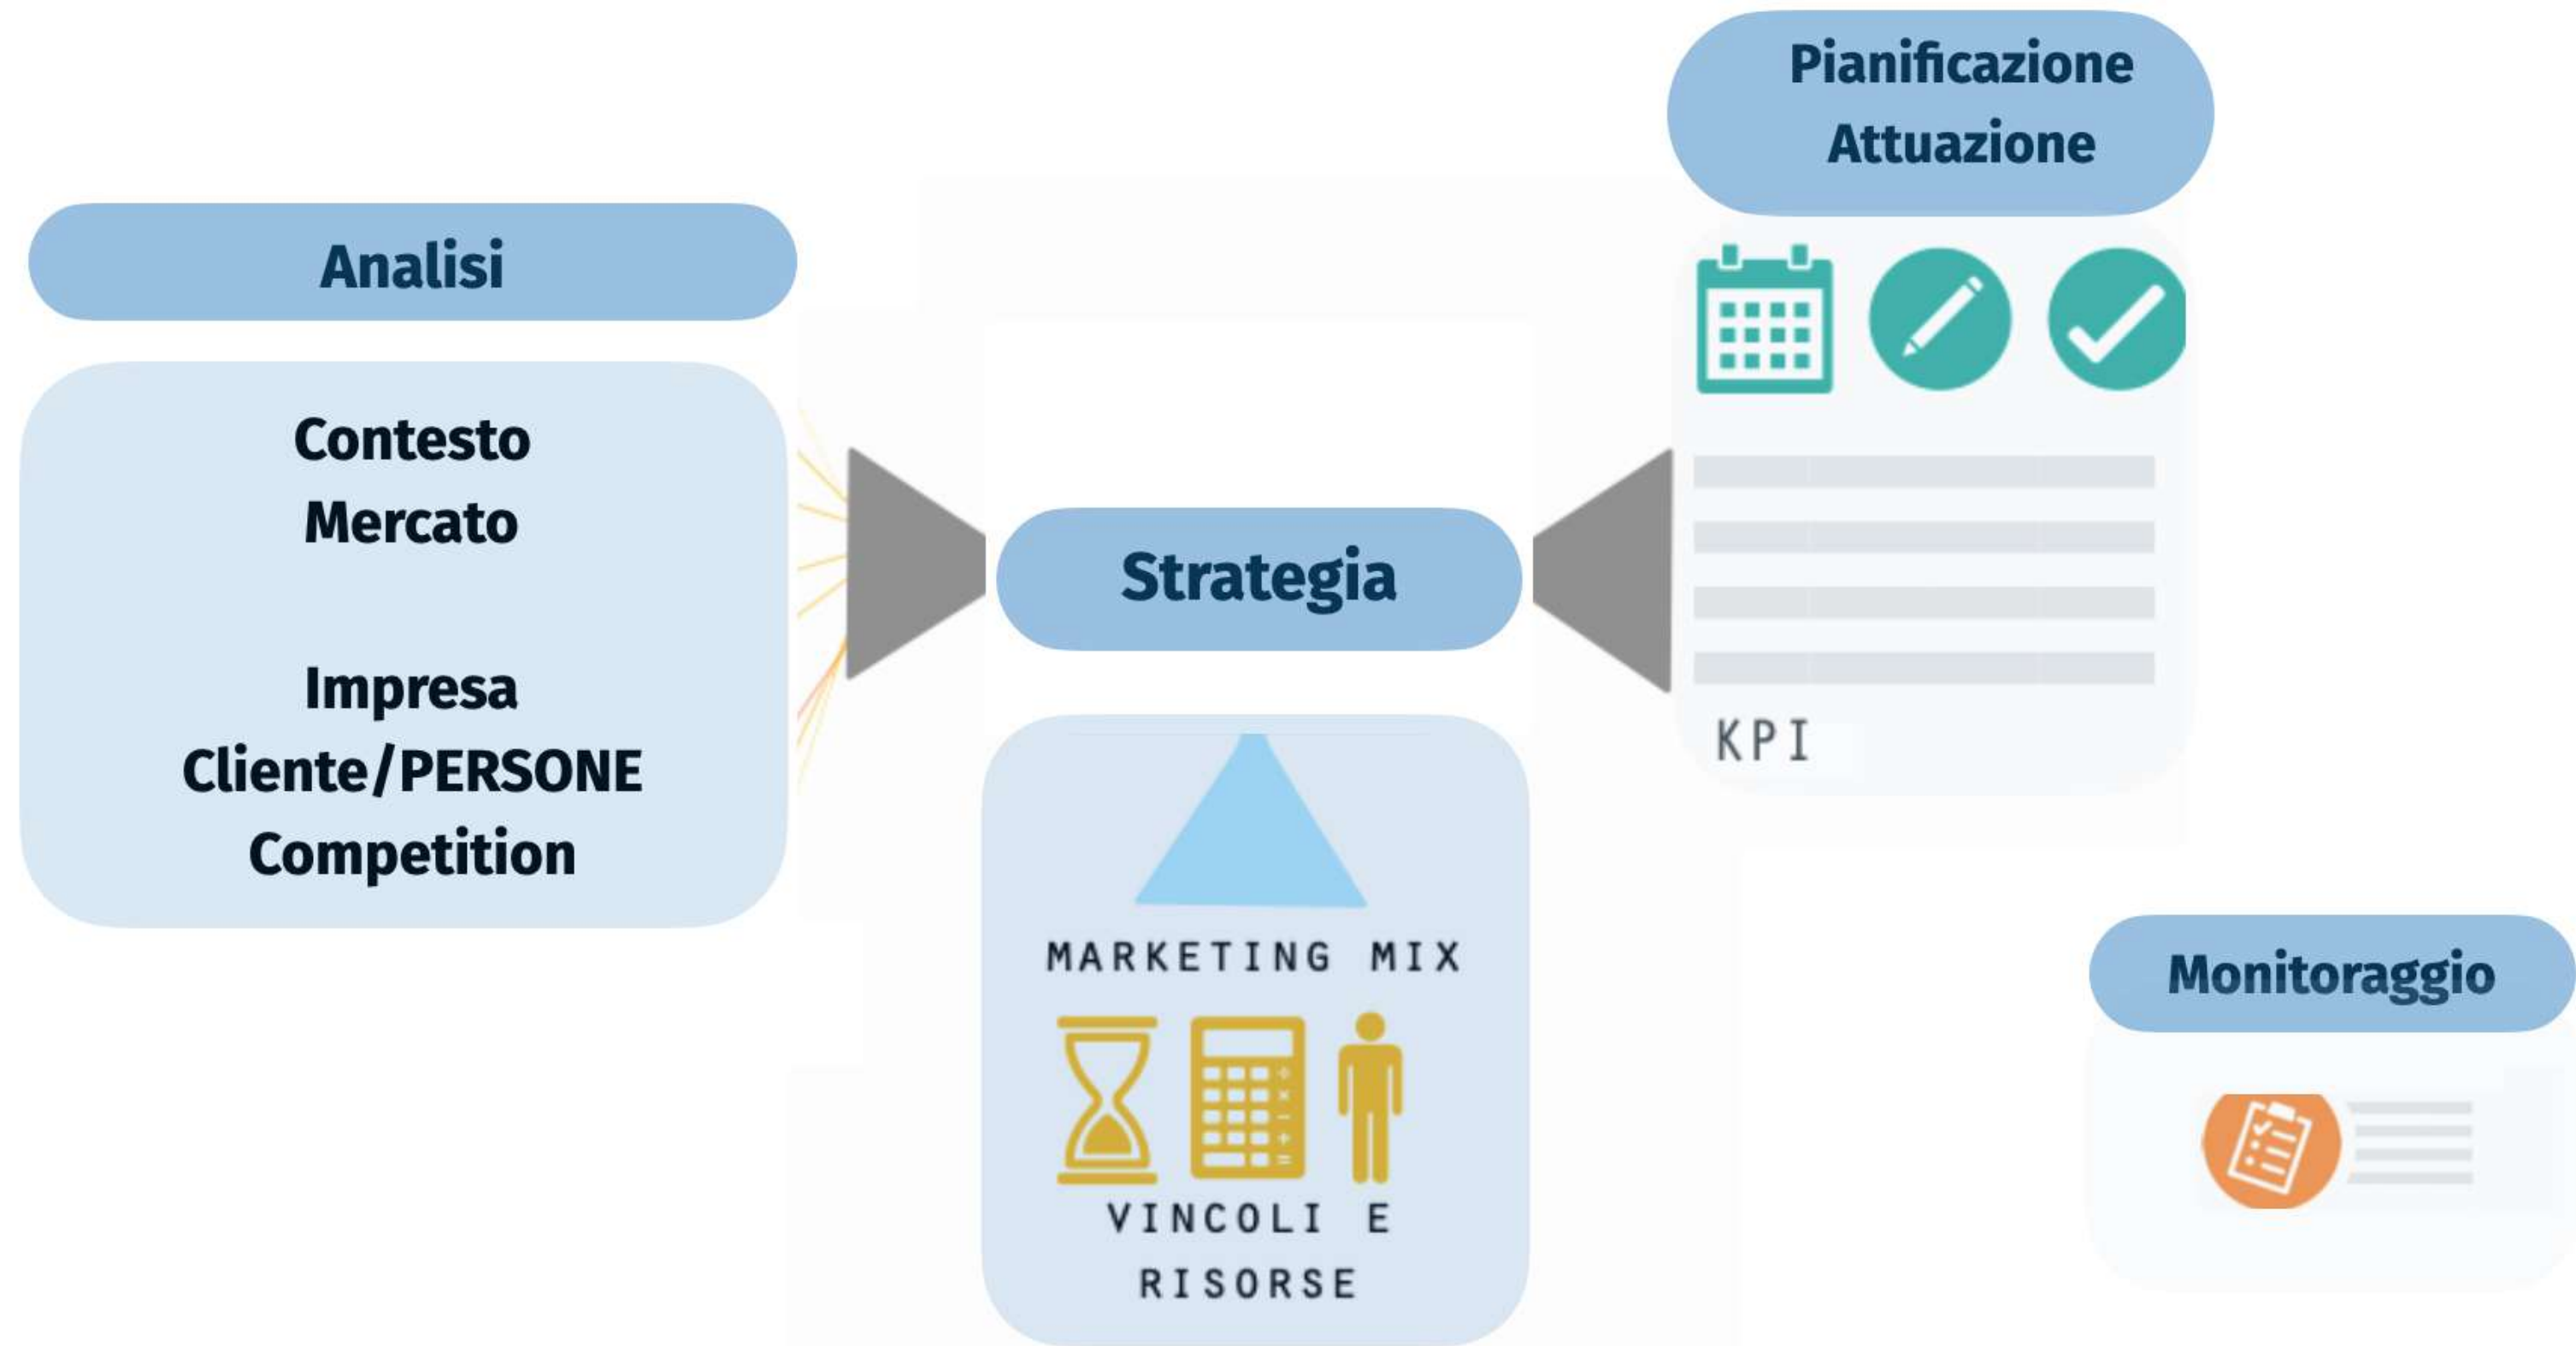 Analisi
Contesto
Mercato
Impresa
Cliente/PERSONE
Competition
Strategia
MARKETING MIX
VINCOLI E
RISORSE
Pianificazione
Attuazione
KPI
Monitoraggio